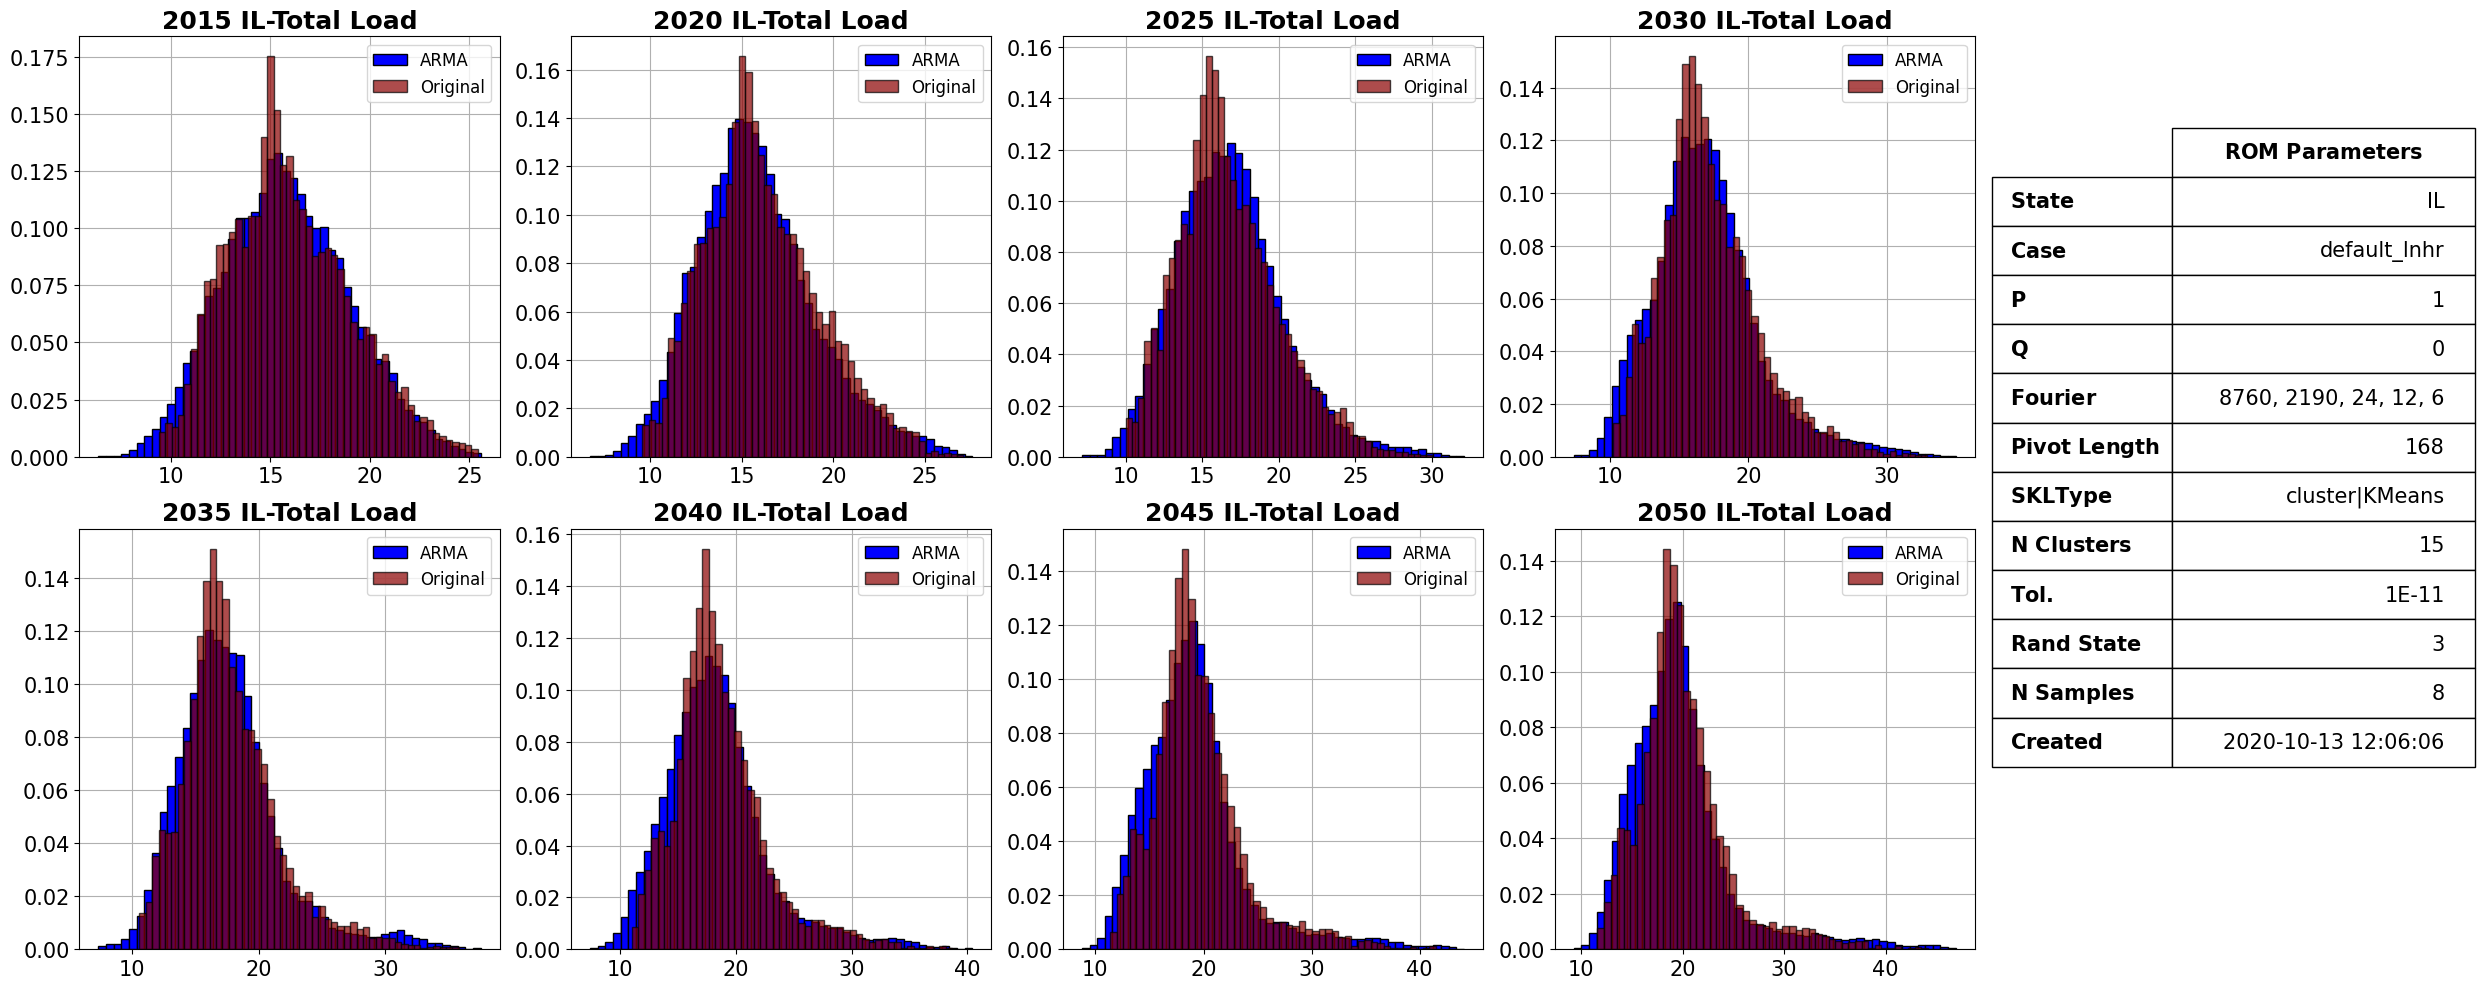 2015 IL-Total Load
0.175
0.150
0.125
0.100
0.075
0.050
0.025
0.000
10 15 20 25
ARMA
Original
2020 IL-Total Load
0.16
0.14
0.12
0.10
0.08
0.06
0.04
0.02
0.00
10 15 20 25
ARMA
Original
2025 IL-Total Load
0.16
0.14
0.12
0.10
0.08
0.06
0.04
0.02
0.00
10 15 20 25 30
ARMA
Original
2030 IL-Total Load
0.14
0.12
0.10
0.08
0.06
0.04
0.02
0.00
10 20 30
ARMA
Original
2035 IL-Total Load
0.14
0.12
0.10
0.08
0.06
0.04
0.02
0.00
10 20 30
ARMA
Original
2040 IL-Total Load
0.16
0.14
0.12
0.10
0.08
0.06
0.04
0.02
0.00
10 20 30 40
ARMA
Original
2045 IL-Total Load
0.14
0.12
0.10
0.08
0.06
0.04
0.02
0.00
10 20 30 40
ARMA
Original
2050 IL-Total Load
0.14
0.12
0.10
0.08
0.06
0.04
0.02
0.00
10 20 30 40
ARMA
Original
ROM Parameters
State IL
Case default_lnhr
P 1
Q 0
Fourier 8760, 2190, 24, 12, 6
Pivot Length 168
SKLType cluster|KMeans
N Clusters 15
Tol. 1E-11
Rand State 3
N Samples 8
Created 2020-10-13 12:06:06